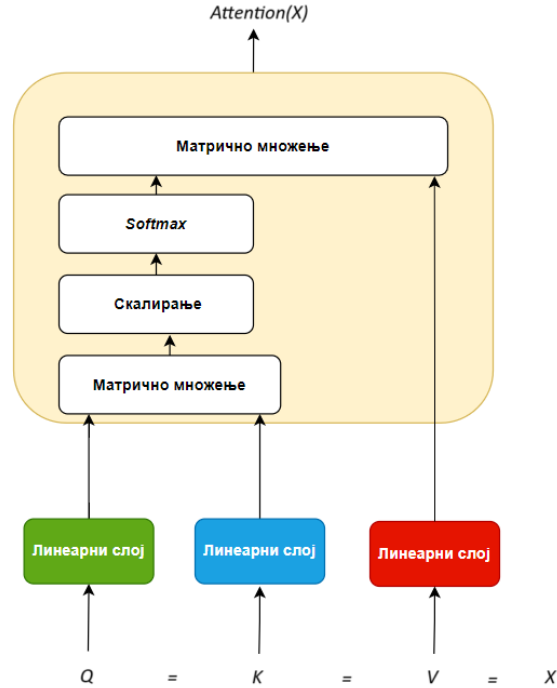 Attention(X)
Матрично множење
Softmax
Скалирање
Матрично множење
Линеарни слој Линеарни слој Линеарни слој
Q = K = V = X